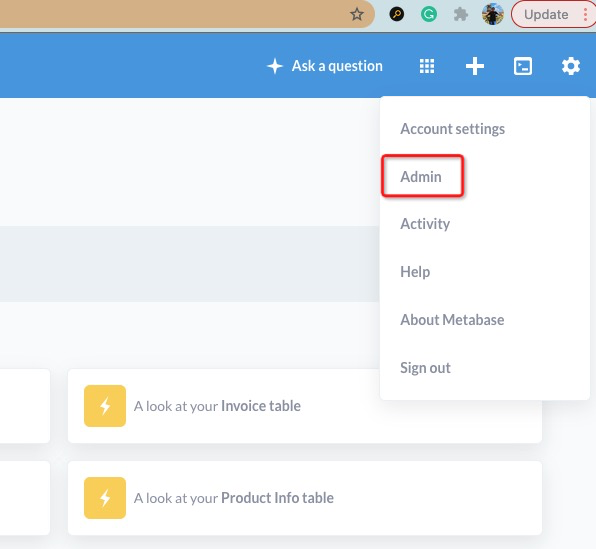 Update
Ask a question
Account settings
Admin
Activity
Help
About Metabase
Sign out
A look at your Invoice table
A look at your Product Info table